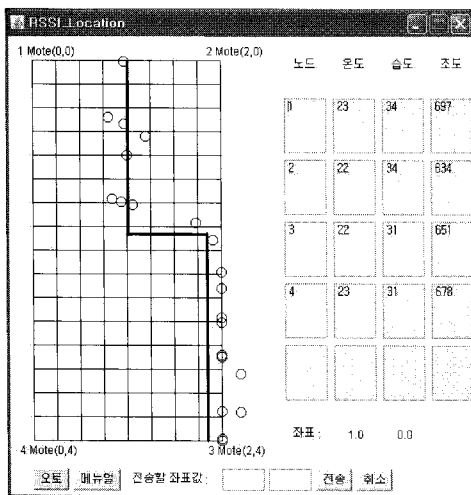 RSSI_Location
1 Mote(0,0) 2 Mote(2,0)
노드 온도 습도 조도
1 23 34 697
2 22 34 634
3 22 31 651
4 23 31 678
좌표 : 1.0 0.0
4 Mote(0,4) 3 Mote(2,4)
오토 메뉴얼 전송할 좌표값 : 전송 취소